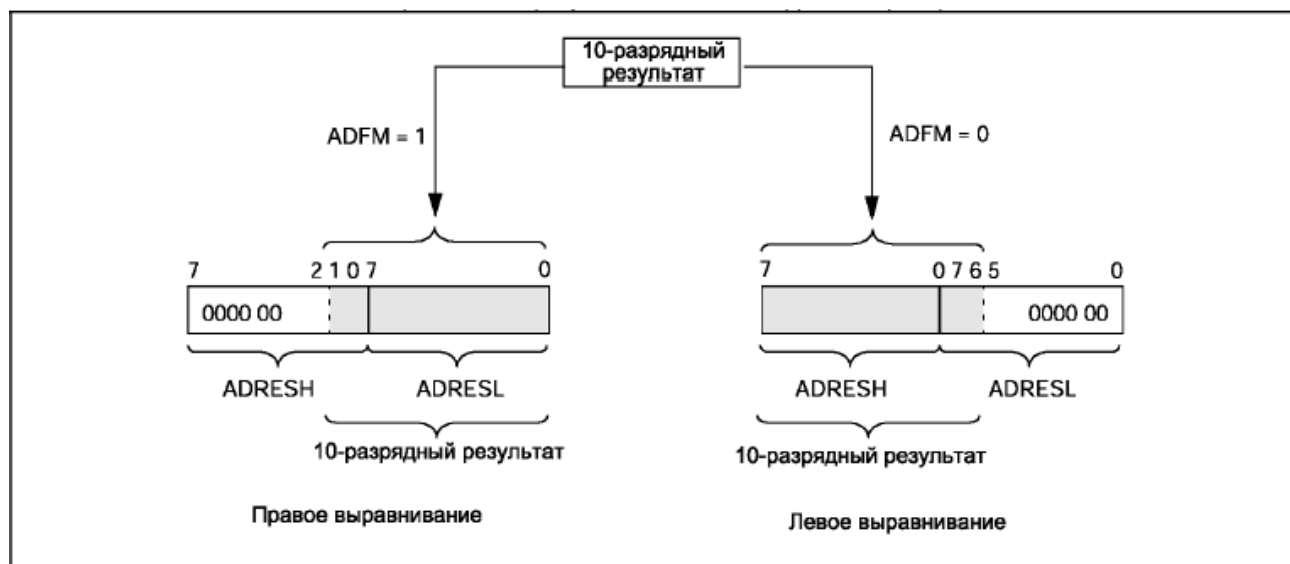 10-разрядный
результат
ADFM = 1
ADFM = 0
7 2 1 0 7 0
7 0 7 6 5 0
0000 00
0000 00
ADRESH ADRESL
ADRESH ADRESL
10-разрядный результат
10-разрядный результат
Правое выравнивание
Левое выравнивание